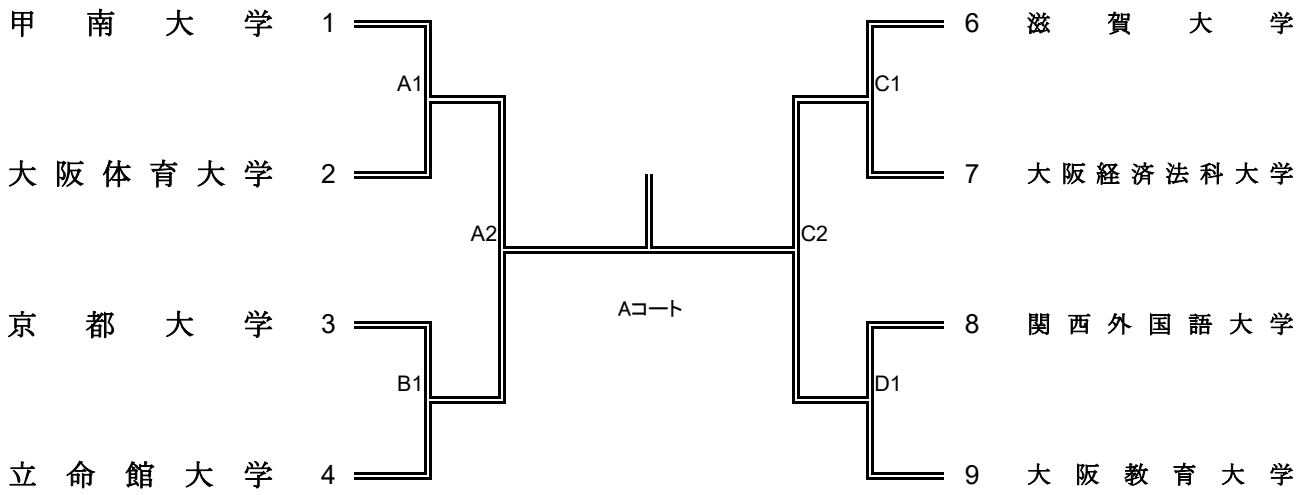 甲南大学 1
6 滋賀大学
A1
C1
大阪体育大学 2
7 大阪経済法科大学
A2
C2
Aコート
京都大学 3
8 関西外国語大学
B1
D1
立命館大学 4
9 大阪教育大学